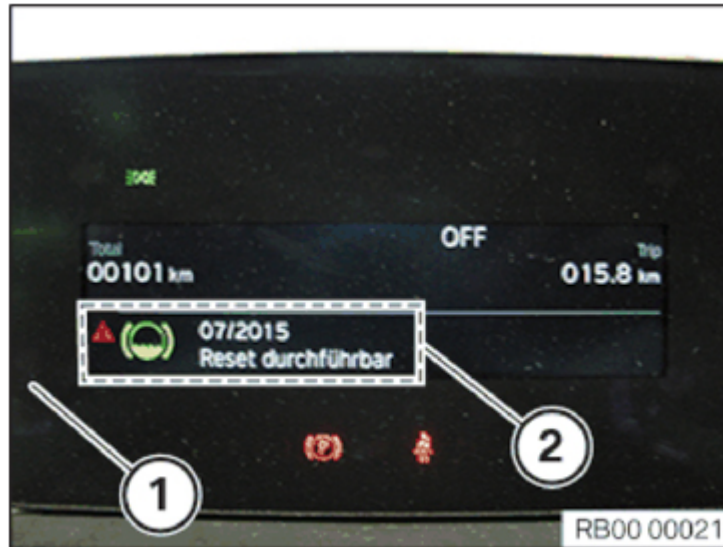 OFF
Total
Trip
00101 km
015.8 km
07/2015
Reset durchführbar
P
2
1
RB00 00021